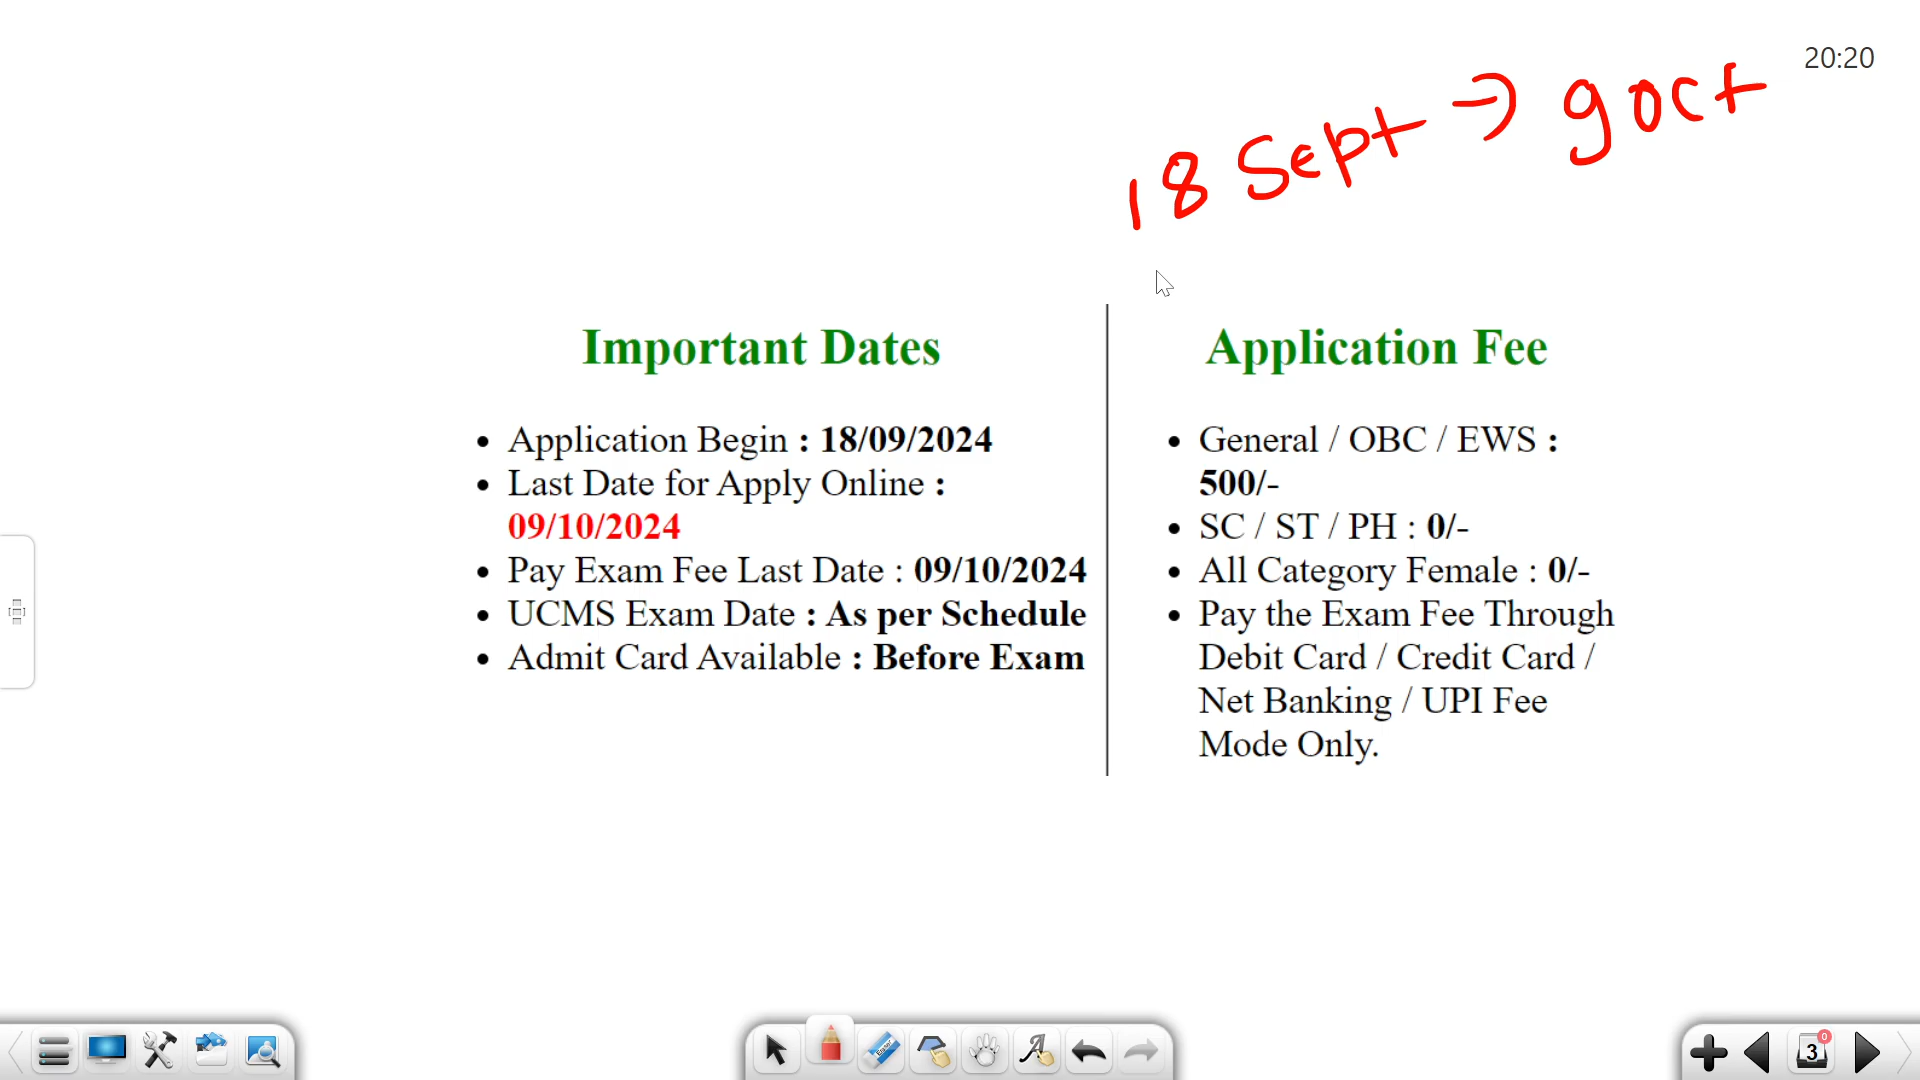 20:20
18 Sept → 9 oct
Important Dates
Application Begin : 18/09/2024
Last Date for Apply Online :
09/10/2024
Pay Exam Fee Last Date : 09/10/2024
UCMS Exam Date : As per Schedule
Admit Card Available : Before Exam
Application Fee
General / OBC / EWS :
500/-
SC / ST / PH : 0/-
All Category Female : 0/-
Pay the Exam Fee Through
Debit Card / Credit Card /
Net Banking / UPI Fee
Mode Only.
Eraser
A
3
0